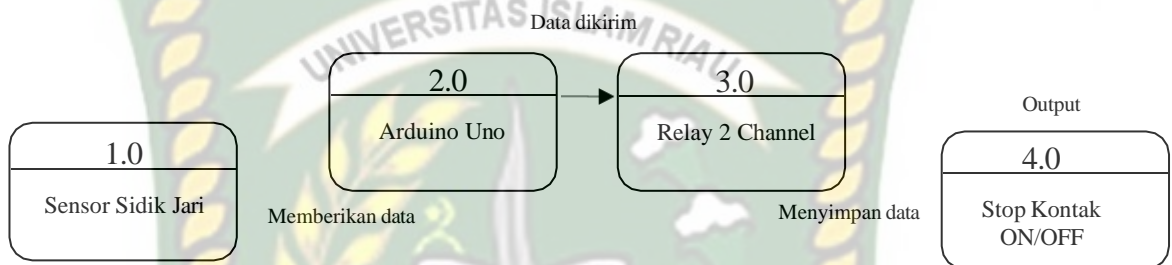 UNIVERSITAS ISLAM RIAU
Data dikirim
2.0
Arduino Uno
3.0
Relay 2 Channel
Output
1.0
Sensor Sidik Jari
Memberikan data
Menyimpan data
4.0
Stop Kontak
ON/OFF